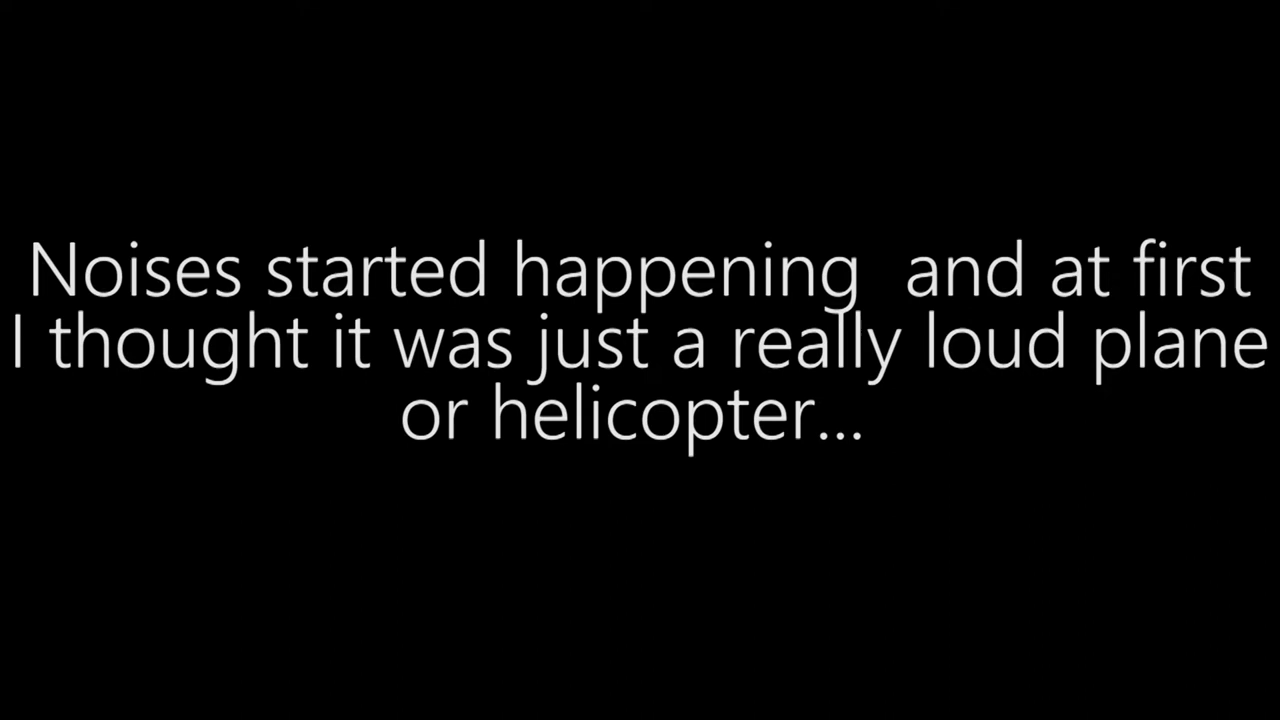 Noises started happening  and at first
I thought it was just a really loud plane
or helicopter...